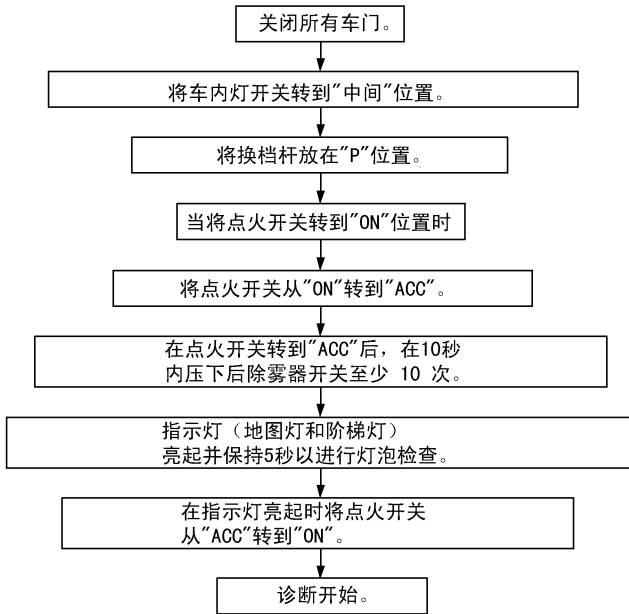 关闭所有车门。
将车内灯开关转到"中间"位置。
将换档杆放在"P"位置。
当将点火开关转到"ON"位置时
将点火开关从"ON"转到"ACC"。
在点火开关转到"ACC"后，在10秒
内压下后除雾器开关至少 10 次。
指示灯（地图灯和阶梯灯）
亮起并保持5秒以进行灯泡检查。
在指示灯亮起时将点火开关
从"ACC"转到"ON"。
诊断开始。